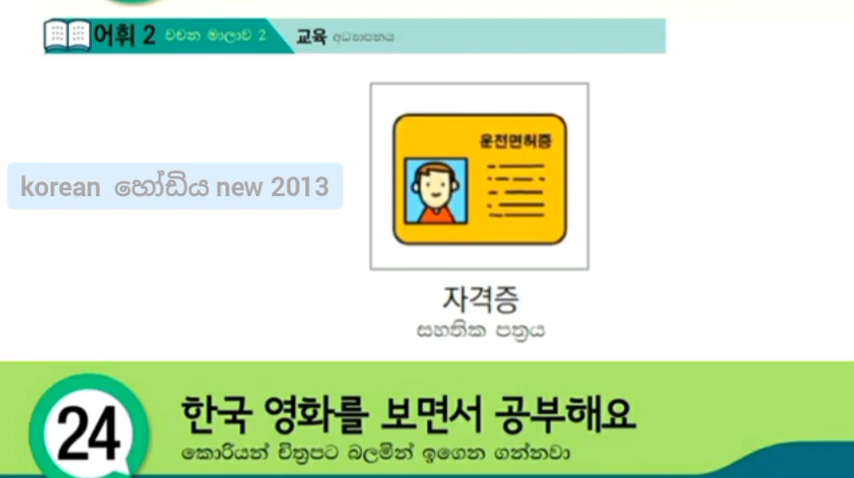 어휘 2 වචන මාලාව 2 교육 අධ්‍යාපනය
운전면허증
korean හෝඩිය new 2013
자격증
සහතික පත්‍රය
24 한국 영화를 보면서 공부해요
කොරියන් චිත්‍රපට බලමින් ඉගෙන ගන්නවා